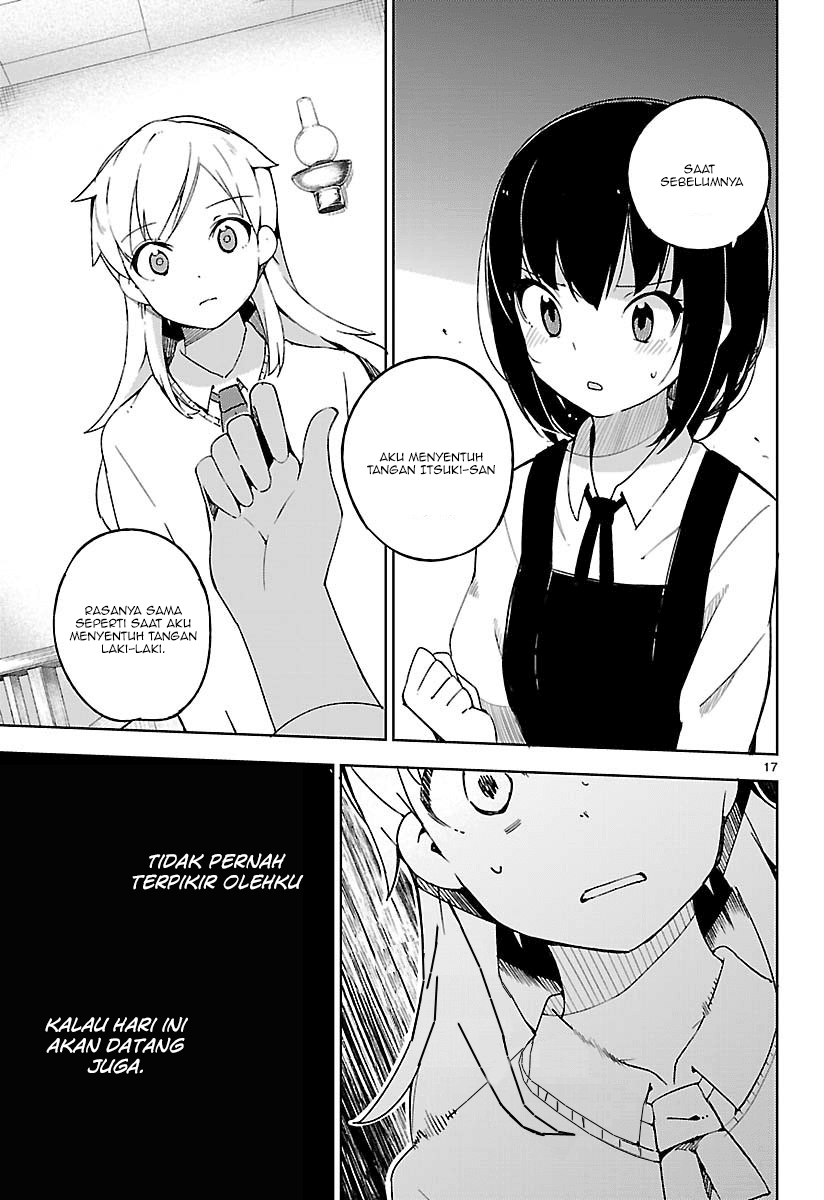 SAAT
SEBELUMNYA
AKU MENYENTUH
TANGAN ITSUKI-SAN
RASANYA SAMA
SEPERTI SAAT AKU
MENYENTUH TANGAN
LAKI-LAKI.
17
TIDAK PERNAH
TERPIKIR OLEHKU
KALAU HARI INI
AKAN DATANG
JUGA.